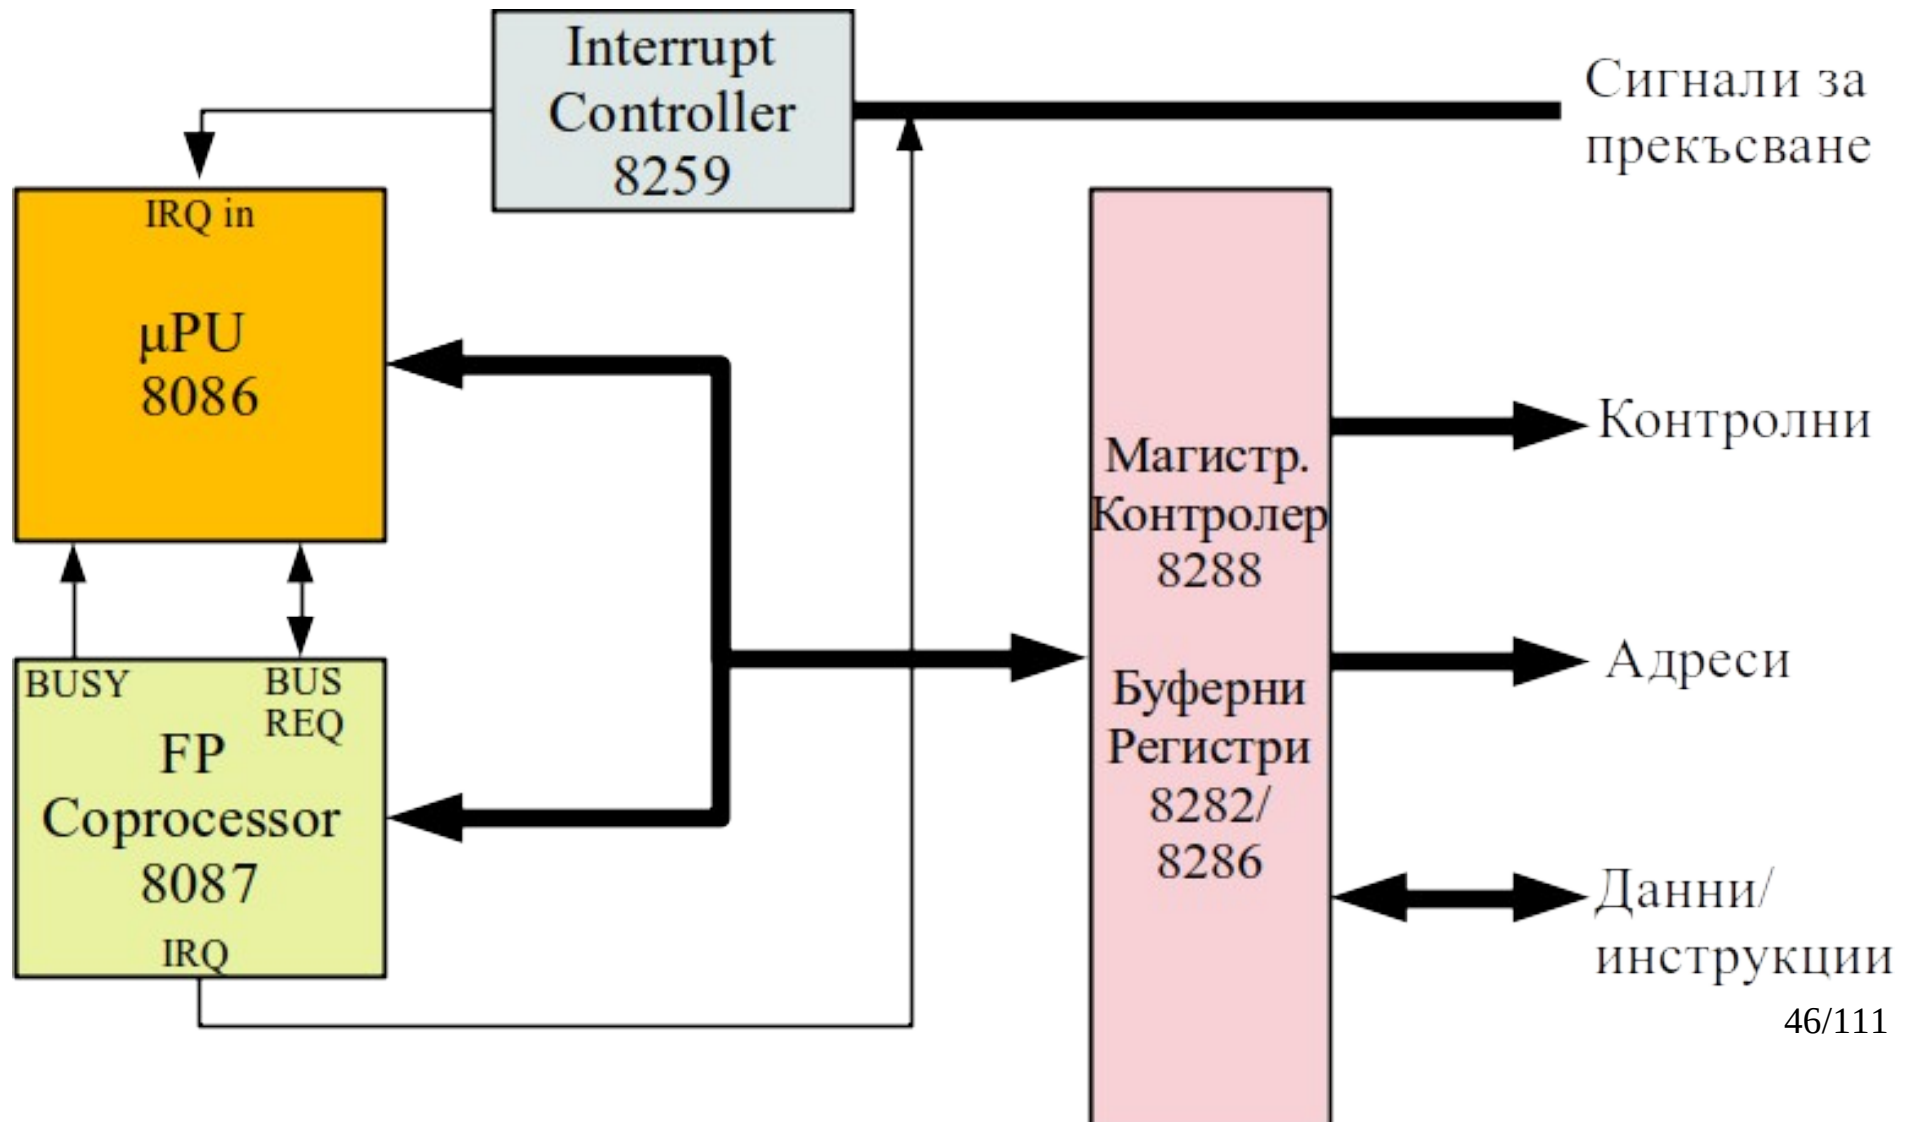 Interrupt
Controller
8259
Сигнали за
прекъсване
IRQ in
μPU
8086
BUSY
BUS
REQ
FP
Coprocessor
8087
IRQ
Магистр.
Контролер
8288
Буферни
Регистри
8282/
8286
Контролни
Адреси
Данни/
инструкции
46/111